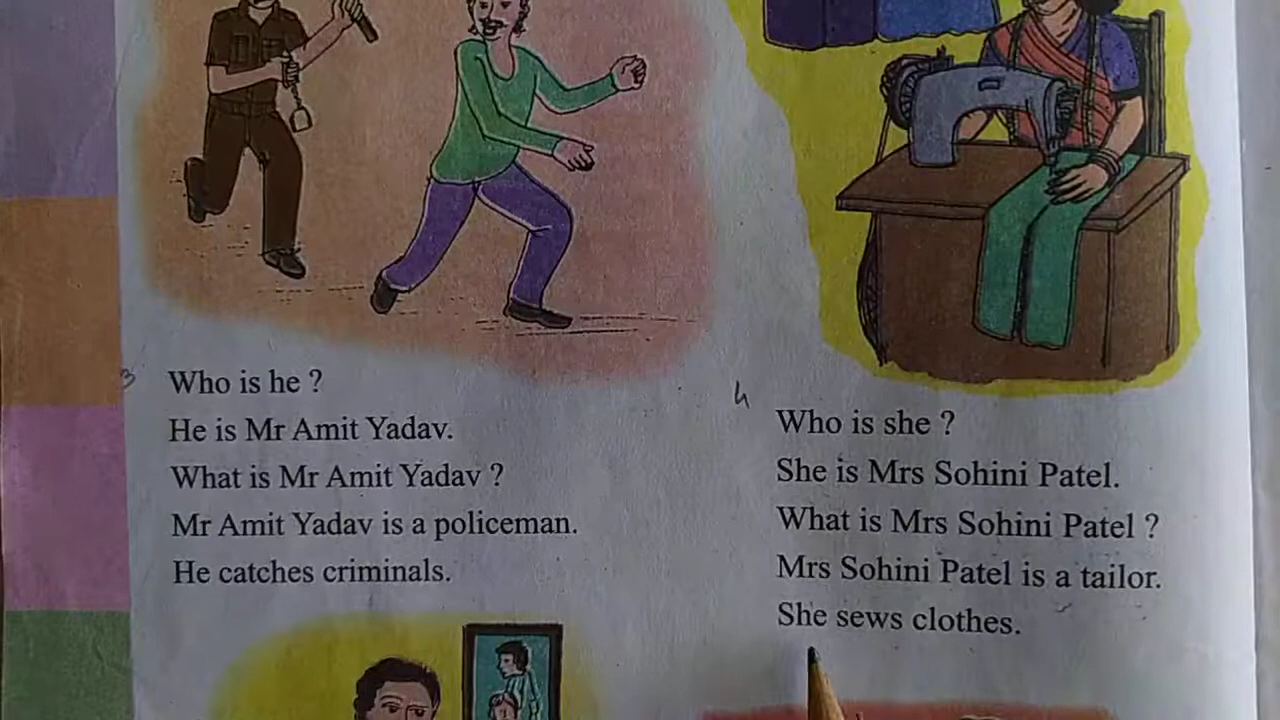 3
Who is he ?
He is Mr Amit Yadav.
What is Mr Amit Yadav ?
Mr Amit Yadav is a policeman.
He catches criminals.
4
Who is she ?
She is Mrs Sohini Patel.
What is Mrs Sohini Patel ?
Mrs Sohini Patel is a tailor.
She sews clothes.